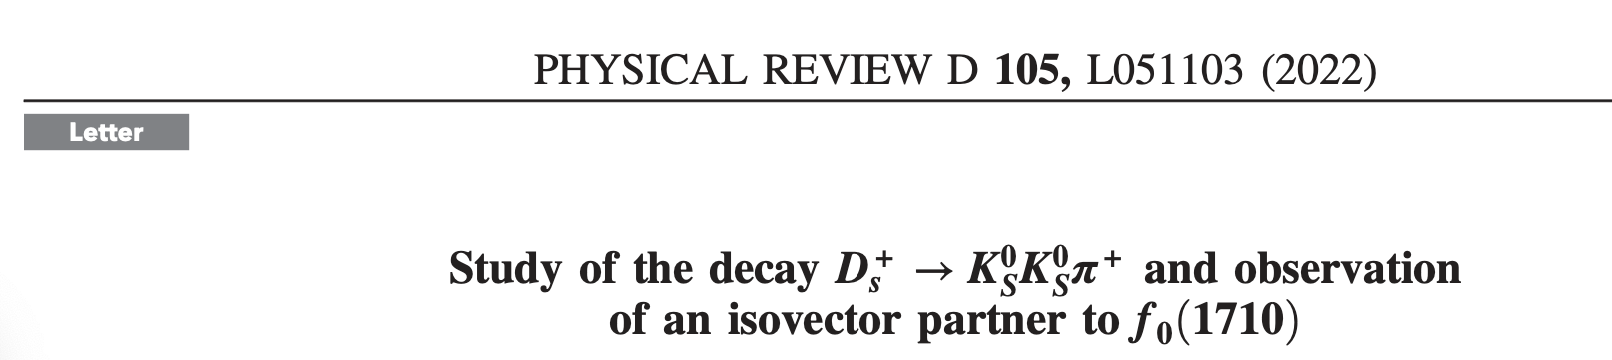 PHYSICAL REVIEW D 105, L051103 (2022)
Letter
Study of the decay D_s^+ → K_S^0K_S^0π^+ and observation
of an isovector partner to f_0(1710)